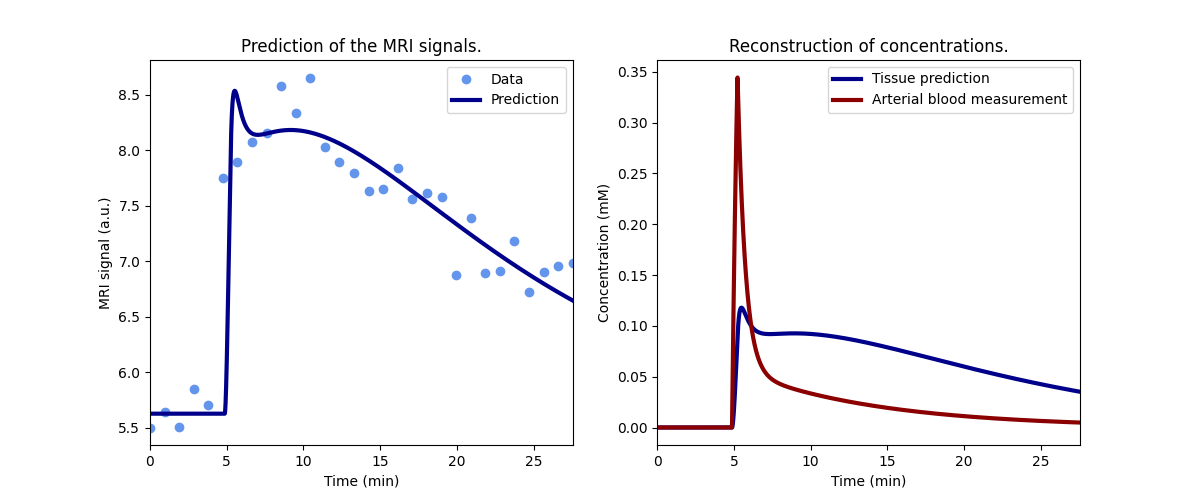 Prediction of the MRI signals.
MRI signal (a.u.)
8.5
8.0
7.5
7.0
6.5
6.0
5.5
0
5
10
15
20
25
Time (min)
Data
Prediction
Reconstruction of concentrations.
Concentration (mM)
0.35
0.30
0.25
0.20
0.15
0.10
0.05
0.00
0
5
10
15
20
25
Time (min)
Tissue prediction
Arterial blood measurement